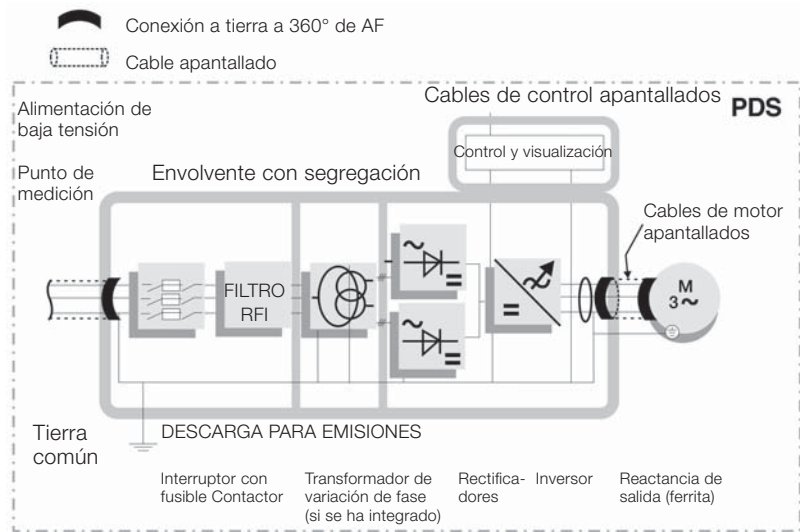 Conexión a tierra a 360° de AF
Cable apantallado
Alimentación de
baja tensión
Cables de control apantallados
PDS
Control y visualización
Punto de
medición
Envolvente con segregación
Cables de motor
apantallados
FILTRO
RFI
M
3~
Tierra
común
DESCARGA PARA EMISIONES
Interruptor con
fusible Contactor
Transformador de
variación de fase
(si se ha integrado)
Rectifica-
dores
Inversor
Reactancia de
salida (ferrita)